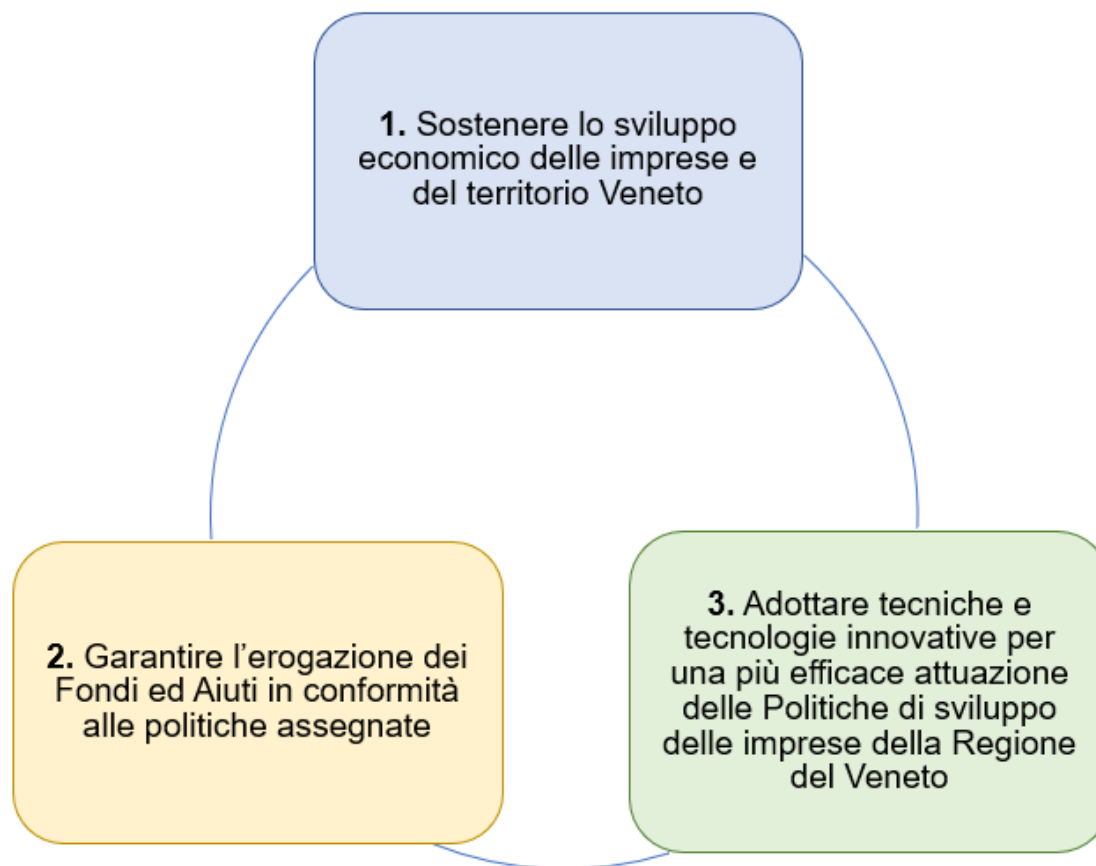 1. Sostenere lo sviluppo
economico delle imprese e
del territorio Veneto
2. Garantire l’erogazione dei
Fondi ed Aiuti in conformità
alle politiche assegnate
3. Adottare tecniche e
tecnologie innovative per
una più efficace attuazione
delle Politiche di sviluppo
delle imprese della Regione
del Veneto